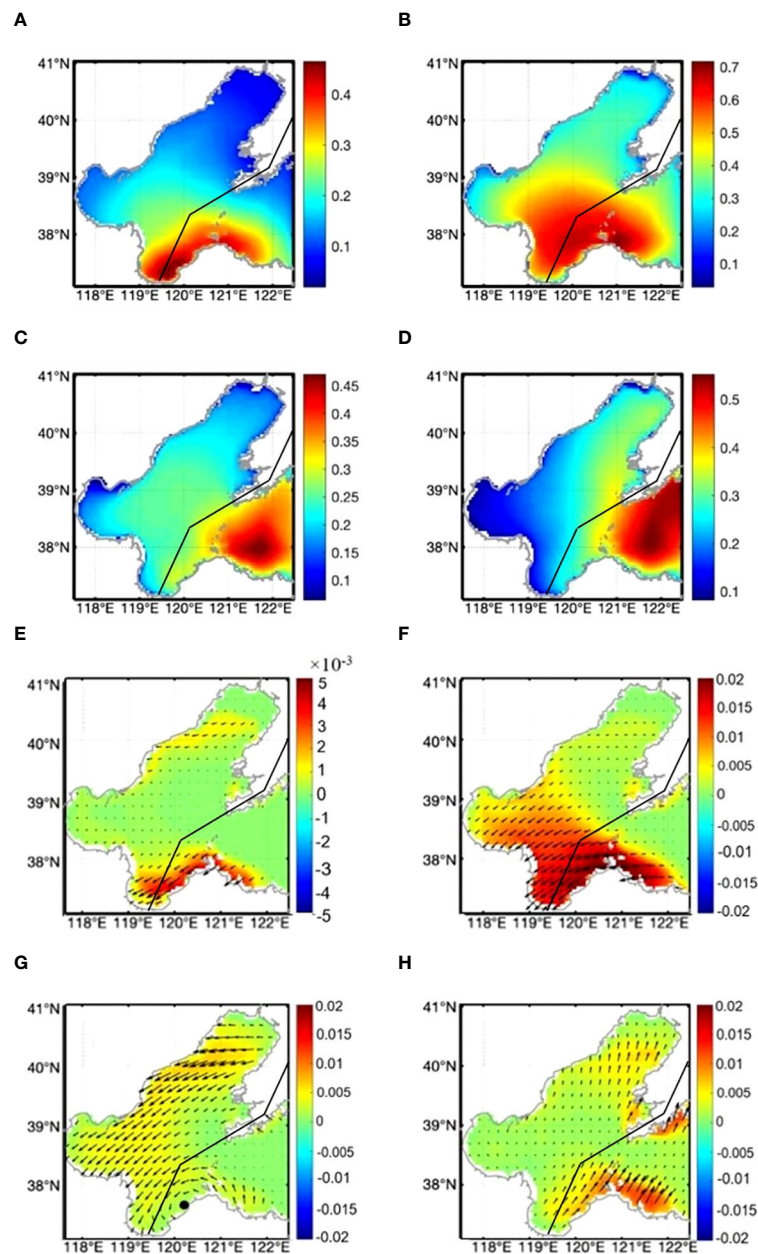 A
B
41°N
40°N
39°N
38°N
118°E 119°E 120°E 121°E 122°E
0.4
0.3
0.2
0.1
41°N
40°N
39°N
38°N
118°E 119°E 120°E 121°E 122°E
0.7
0.6
0.5
0.4
0.3
0.2
0.1
C
D
41°N
40°N
39°N
38°N
118°E 119°E 120°E 121°E 122°E
0.45
0.4
0.35
0.3
0.25
0.2
0.15
0.1
41°N
40°N
39°N
38°N
118°E 119°E 120°E 121°E 122°E
0.5
0.4
0.3
0.2
0.1
E
F
×10-3
41°N
40°N
39°N
38°N
118°E 119°E 120°E 121°E 122°E
5
4
3
2
1
0
-1
-2
-3
-4
-5
41°N
40°N
39°N
38°N
118°E 119°E 120°E 121°E 122°E
0.02
0.015
0.01
0.005
0
-0.005
-0.01
-0.015
-0.02
G
H
41°N
40°N
39°N
38°N
118°E 119°E 120°E 121°E 122°E
0.02
0.015
0.01
0.005
0
-0.005
-0.01
-0.015
-0.02
41°N
40°N
39°N
38°N
118°E 119°E 120°E 121°E 122°E
0.02
0.015
0.01
0.005
0
-0.005
-0.01
-0.015
-0.02